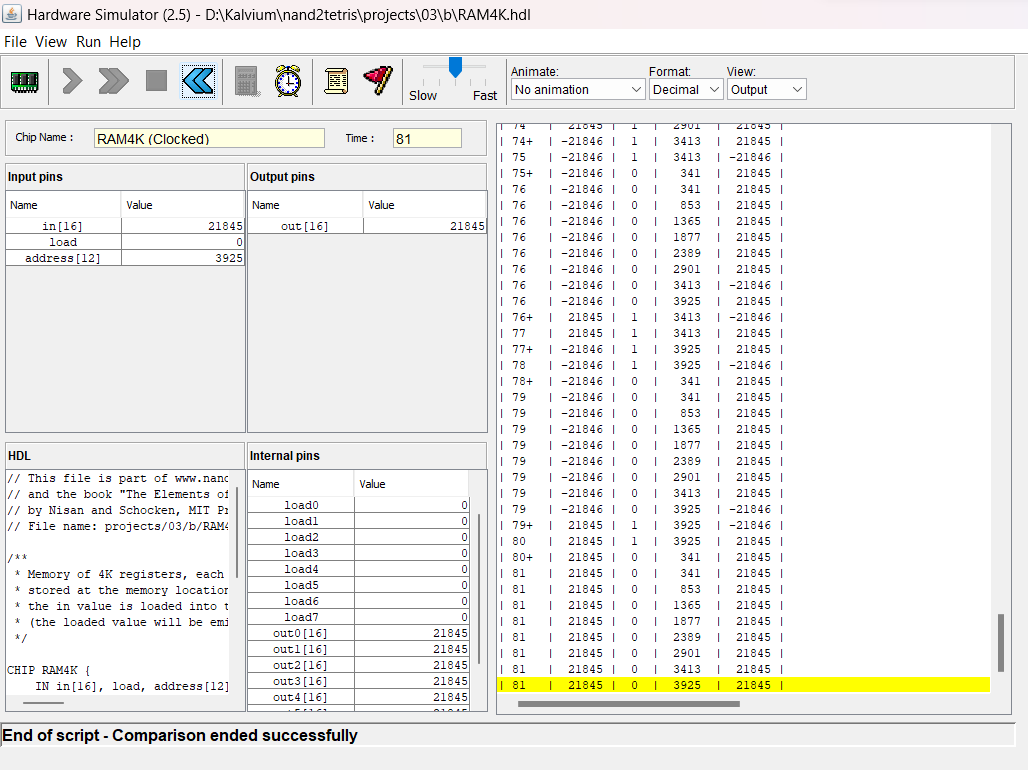 Hardware Simulator (2.5) - D:\Kalvium\nand2tetris\projects\03\b\RAM4K.hdl
File View Run Help
Slow Fast
Animate: Format: View:
No animation Decimal Output
Chip Name : RAM4K (Clocked) Time : 81
Input pins
Name Value
in[16] 21845
load 0
address[12] 3925
Output pins
Name Value
out[16] 21845
HDL
// This file is part of www.nand
// and the book "The Elements of
// by Nisan and Schocken, MIT Pr
// File name: projects/03/b/RAM4
/**
* Memory of 4K registers, each
* stored at the memory location
* the in value is loaded into t
* (the loaded value will be emi
*/
CHIP RAM4K {
IN in[16], load, address[12]
Internal pins
Name Value
load0 0
load1 0
load2 0
load3 0
load4 0
load5 0
load6 0
load7 0
out0[16] 21845
out1[16] 21845
out2[16] 21845
out3[16] 21845
out4[16] 21845
| 74 | 21845 | 1 | 2901 | 21845 |
| 74+ | -21846 | 1 | 3413 | 21845 |
| 75 | -21846 | 1 | 3413 | -21846 |
| 75+ | -21846 | 0 | 341 | 21845 |
| 76 | -21846 | 0 | 341 | 21845 |
| 76 | -21846 | 0 | 853 | 21845 |
| 76 | -21846 | 0 | 1365 | 21845 |
| 76 | -21846 | 0 | 1877 | 21845 |
| 76 | -21846 | 0 | 2389 | 21845 |
| 76 | -21846 | 0 | 2901 | 21845 |
| 76 | -21846 | 0 | 3413 | -21846 |
| 76 | -21846 | 0 | 3925 | 21845 |
| 76+ | 21845 | 1 | 3413 | -21846 |
| 77 | 21845 | 1 | 3413 | 21845 |
| 77+ | -21846 | 1 | 3925 | 21845 |
| 78 | -21846 | 1 | 3925 | -21846 |
| 78+ | -21846 | 0 | 341 | 21845 |
| 79 | -21846 | 0 | 341 | 21845 |
| 79 | -21846 | 0 | 853 | 21845 |
| 79 | -21846 | 0 | 1365 | 21845 |
| 79 | -21846 | 0 | 1877 | 21845 |
| 79 | -21846 | 0 | 2389 | 21845 |
| 79 | -21846 | 0 | 2901 | 21845 |
| 79 | -21846 | 0 | 3413 | 21845 |
| 79 | -21846 | 0 | 3925 | -21846 |
| 79+ | 21845 | 1 | 3925 | -21846 |
| 80 | 21845 | 1 | 3925 | 21845 |
| 80+ | 21845 | 0 | 341 | 21845 |
| 81 | 21845 | 0 | 341 | 21845 |
| 81 | 21845 | 0 | 853 | 21845 |
| 81 | 21845 | 0 | 1365 | 21845 |
| 81 | 21845 | 0 | 1877 | 21845 |
| 81 | 21845 | 0 | 2389 | 21845 |
| 81 | 21845 | 0 | 2901 | 21845 |
| 81 | 21845 | 0 | 3413 | 21845 |
| 81 | 21845 | 0 | 3925 | 21845 |
End of script - Comparison ended successfully